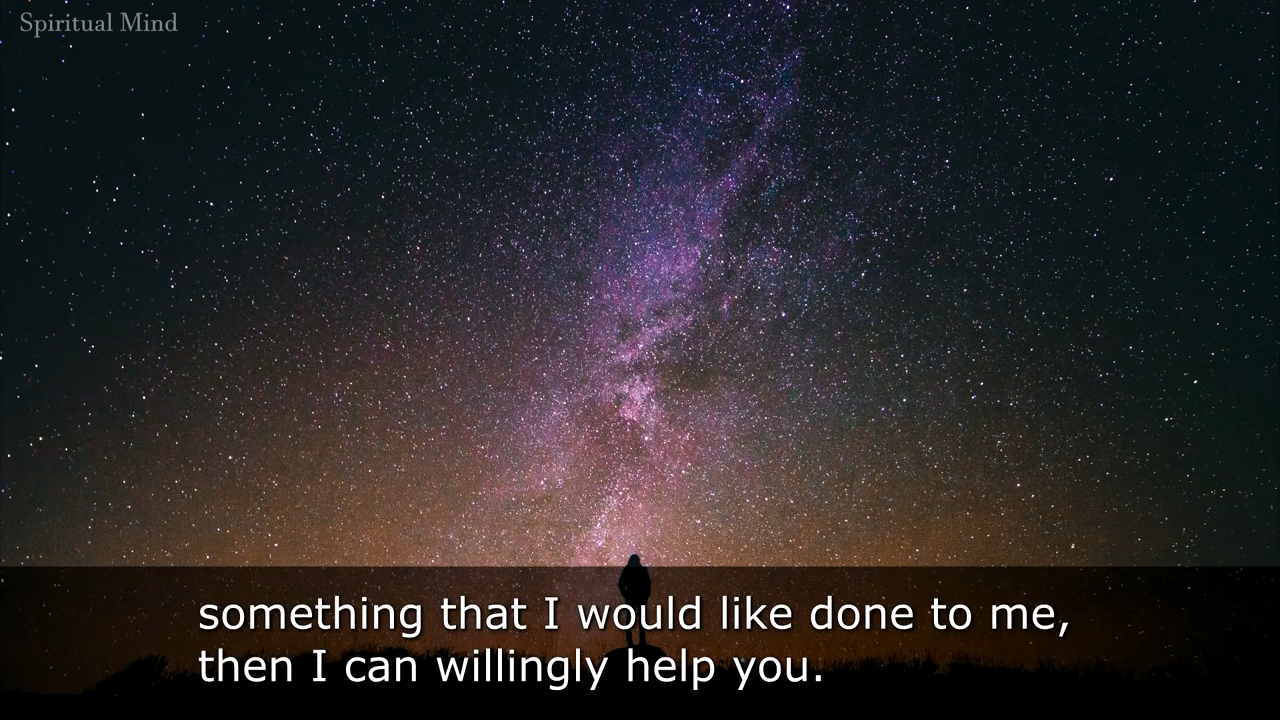 Spiritual Mind
something that I would like done to me,
then I can willingly help you.